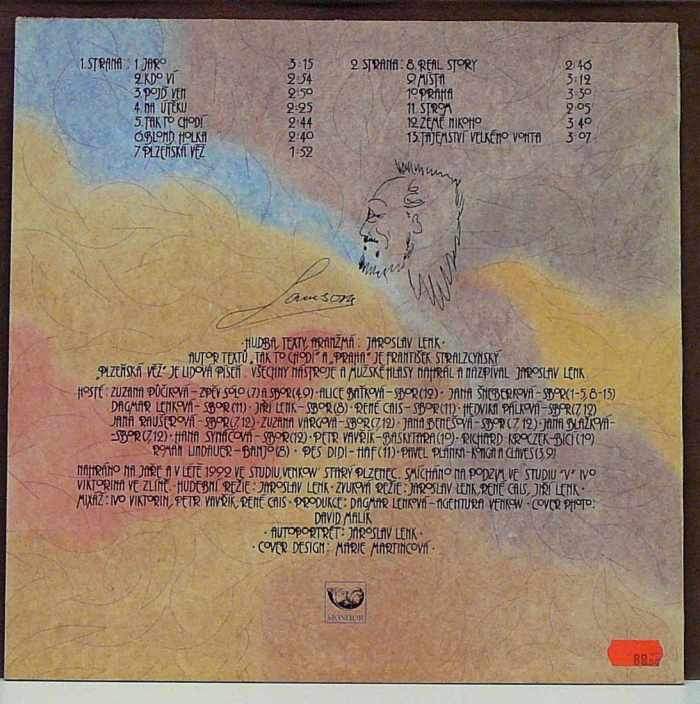 1. STRANA: 1. JARO 3:15
2. KDO VÍ 2:54
3. POJĎ VEN 2:50
4. NA ÚTĚKU 2:25
5. TAK TO CHODÍ 2:44
6. BLOND HOLKA 2:40
7. PLZEŇSKÁ VĚŽ 1:52
2. STRANA: 8. REAL STORY 2:46
9. MÍSTA 3:12
10. PRAHA 3:30
11. STROM 2:05
12. ZEMĚ NIKOHO 3:40
13. TAJEMSTVÍ VELKÉHO VONTA 3:07
Samson
· HUDBA, TEXTY, ARANŽMÁ : JAROSLAV LENK ·
AUTOR TEXTŮ „TAK TO CHODÍ" A „PRAHA" JE FRANTIŠEK STRALZCYNSKÝ
„PLZEŇSKÁ VĚŽ" JE LIDOVÁ PÍSEŇ · VŠECHNY NÁSTROJE A MUŽSKÉ HLASY NAHRÁL A NAZPÍVAL JAROSLAV LENK ·
HOSTÉ : ZUZANA PŮČIKOVÁ – ZPĚV SÓLO (7) A SBOR (4,9) · ALICE BAŤKOVÁ – SBOR (12) · JANA ŠNEBERKOVÁ – SBOR (1-5, 8-13)
DAGMAR LENKOVÁ – SBOR (11) · JIŘÍ LENK – SBOR (8) · RENÉ CAIS – SBOR (11) · HEDVIKA PÁLKOVÁ – SBOR (7,12)
JANA RAUŠEROVÁ – SBOR (7,12) · ZUZANA VARGOVÁ – SBOR (7,12) · JANA BENEŠOVÁ – SBOR (7,12) · JANA BLAŽKOVÁ –
– SBOR (7,12) · HANA SYNÁČOVÁ – SBOR (12) · PETR VAVŘÍK – BASKYTARA (10) · RICHARD KROCZEK – BICÍ (10)
ROMAN LINDAUER – BANJO (8) · PES DIDI – HAF (11) · PAVEL PLÁNKA – KONGA A CLAVES (3,9)
NAHRÁNO NA JAŘE A V LÉTĚ 1992 VE STUDIU „VENKOW" STARÝ PLZENEC. SMÍCHÁNO NA PODZIM VE STUDIU "V" IVO
VIKTORINA VE ZLÍNĚ. HUDEBNÍ REŽIE : JAROSLAV LENK · ZVUKOVÁ REŽIE : JAROSLAV LENK, RENÉ CAIS, JIŘÍ LENK ·
MIXÁŽ : IVO VIKTORIN, PETR VAVŘÍK, RENÉ CAIS · PRODUKCE : DAGMAR LENKOVÁ – AGENTURA VENKOW · COVER PHOTO :
DAVID MALÍK
· AUTOPORTRÉT : JAROSLAV LENK ·
· COVER DESIGN : MARIE MARTINCOVÁ ·
MONITOR
88